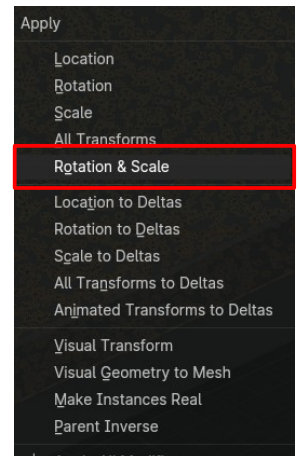 Apply
Location
Rotation
Scale
All Transforms
Rotation & Scale
Location to Deltas
Rotation to Deltas
Scale to Deltas
All Transforms to Deltas
Animated Transforms to Deltas
Visual Transform
Visual Geometry to Mesh
Make Instances Real
Parent Inverse